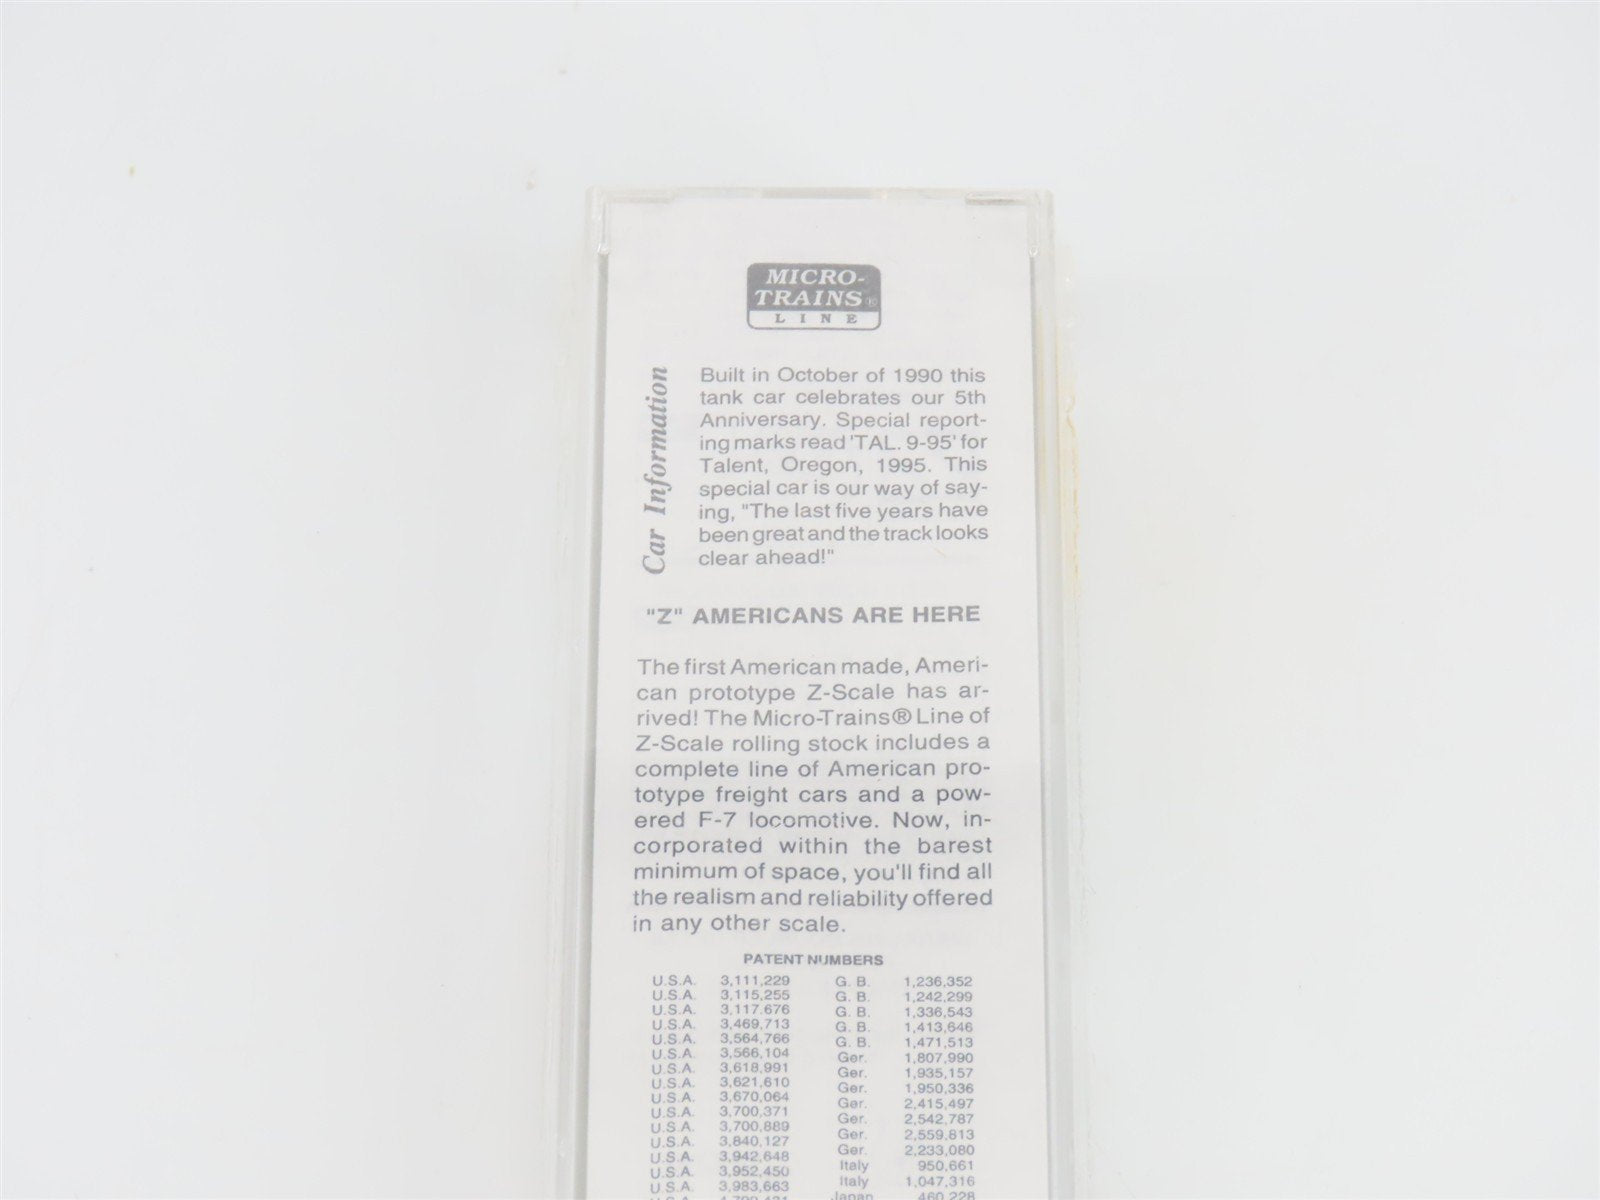 MICRO-
TRAINS®
LINE
Car Information
Built in October of 1990 this
tank car celebrates our 5th
Anniversary. Special report-
ing marks read 'TAL. 9-95' for
Talent, Oregon, 1995. This
special car is our way of say-
ing, "The last five years have
been great and the track looks
clear ahead!"
"Z" AMERICANS ARE HERE
The first American made, Ameri-
can prototype Z-Scale has ar-
rived! The Micro-Trains® Line of
Z-Scale rolling stock includes a
complete line of American pro-
totype freight cars and a pow-
ered F-7 locomotive. Now, in-
corporated within the barest
minimum of space, you'll find all
the realism and reliability offered
in any other scale.
PATENT NUMBERS
U.S.A. 3,111,229
U.S.A. 3,115,255
U.S.A. 3,117,676
U.S.A. 3,469,713
U.S.A. 3,564,766
U.S.A. 3,566,104
U.S.A. 3,618,991
U.S.A. 3,621,610
U.S.A. 3,670,064
U.S.A. 3,700,371
U.S.A. 3,700,889
U.S.A. 3,840,127
U.S.A. 3,942,648
U.S.A. 3,952,450
U.S.A. 3,983,663
G. B. 1,236,352
G. B. 1,242,299
G. B. 1,336,543
G. B. 1,413,646
G. B. 1,471,513
Ger. 1,807,990
Ger. 1,935,157
Ger. 1,950,336
Ger. 2,415,497
Ger. 2,542,787
Ger. 2,559,813
Ger. 2,233,080
Italy 950,661
Italy 1,047,316
Japan 460,228